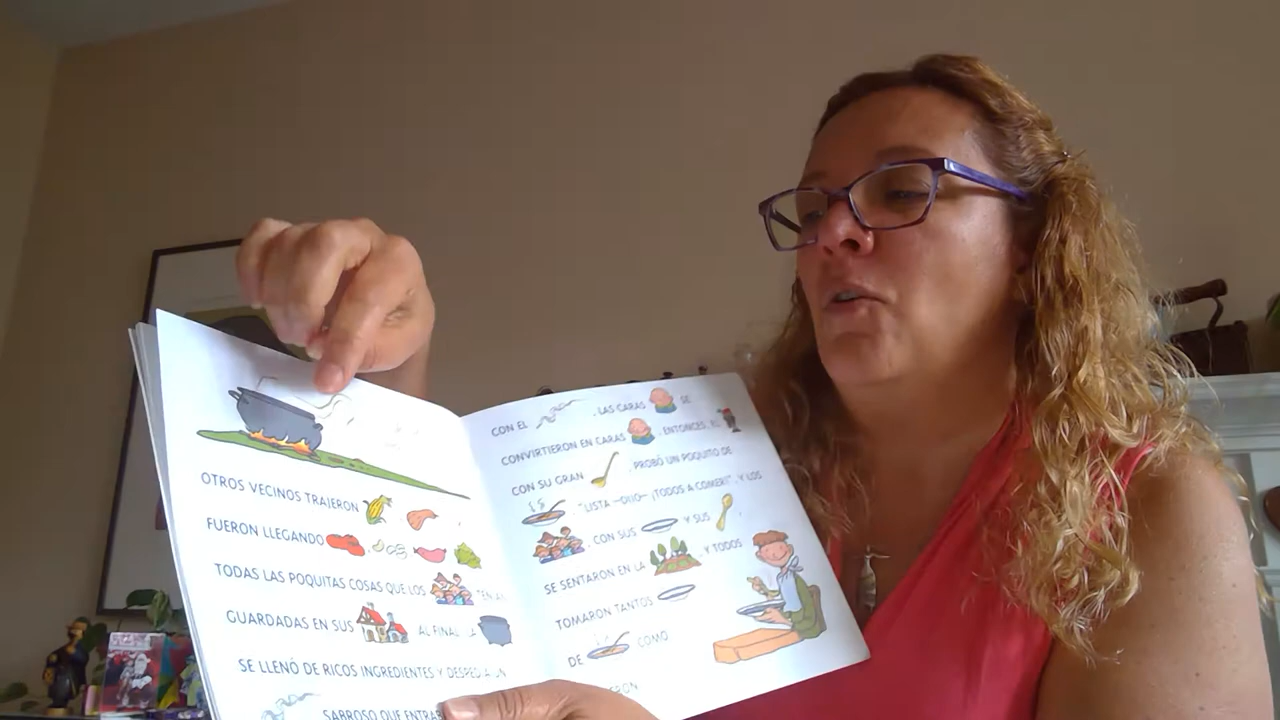 OTROS VECINOS TRAJERON
FUERON LLEGANDO
TODAS LAS POQUITAS COSAS QUE LOS TENÍAN
GUARDADAS EN SUS AL FINAL LA
SE LLENÓ DE RICOS INGREDIENTES Y
SABROSO QUE
CON EL , LAS CARAS SE
CONVIRTIERON EN CARAS . ENTONCES, EL
CON SU GRAN , PROBÓ UN POQUITO DE
. "LISTA —DIJO— ¡TODOS A COMER!", Y LOS
, CON SUS Y SUS ,
SE SENTARON EN LA , Y TODOS
TOMARON TANTOS
DE COMO